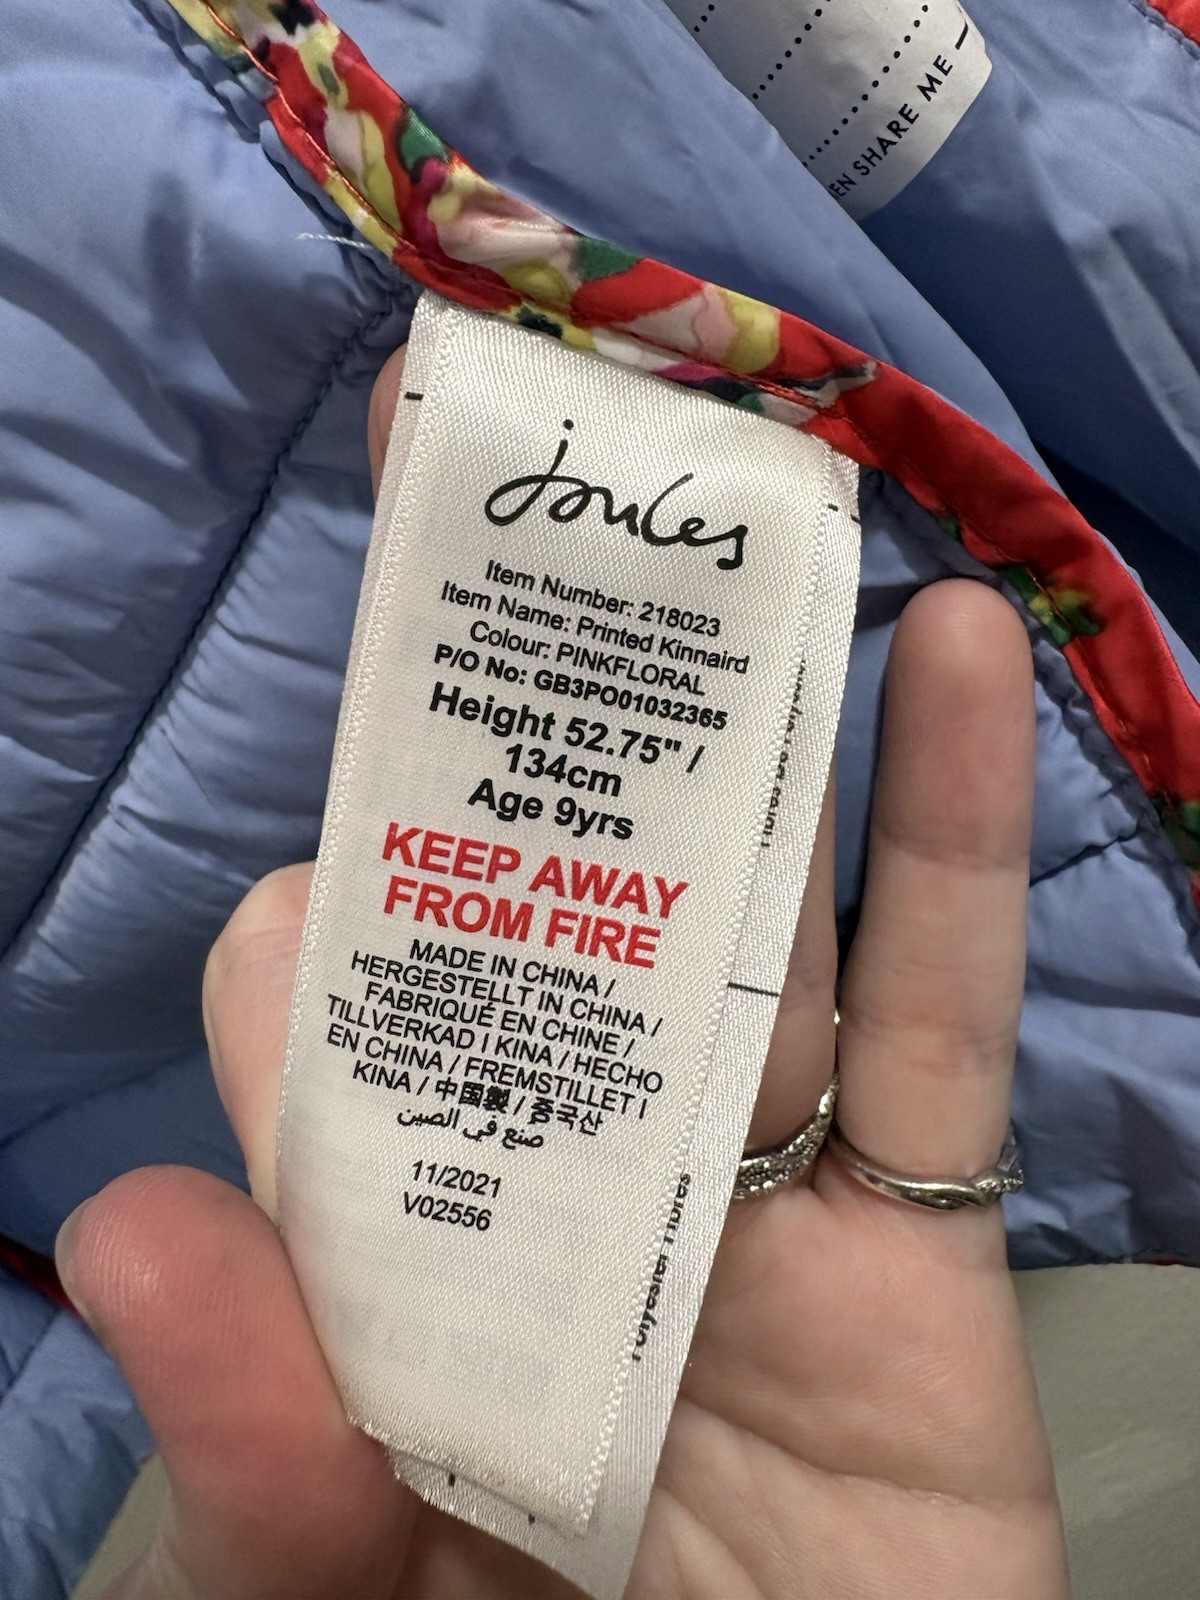 EN SHARE ME
joules
Item Number: 218023
Item Name: Printed Kinnaird
Colour: PINKFLORAL
P/O No: GB3PO01032365
Height 52.75" /
134cm
Age 9yrs
KEEP AWAY
FROM FIRE
MADE IN CHINA /
HERGESTELLT IN CHINA /
FABRIQUÉ EN CHINE /
TILLVERKAD I KINA / HECHO
EN CHINA / FREMSTILLET I
KINA / 中国製 / 중국산
صنع في الصين
11/2021
V02556
Polyester Fibres